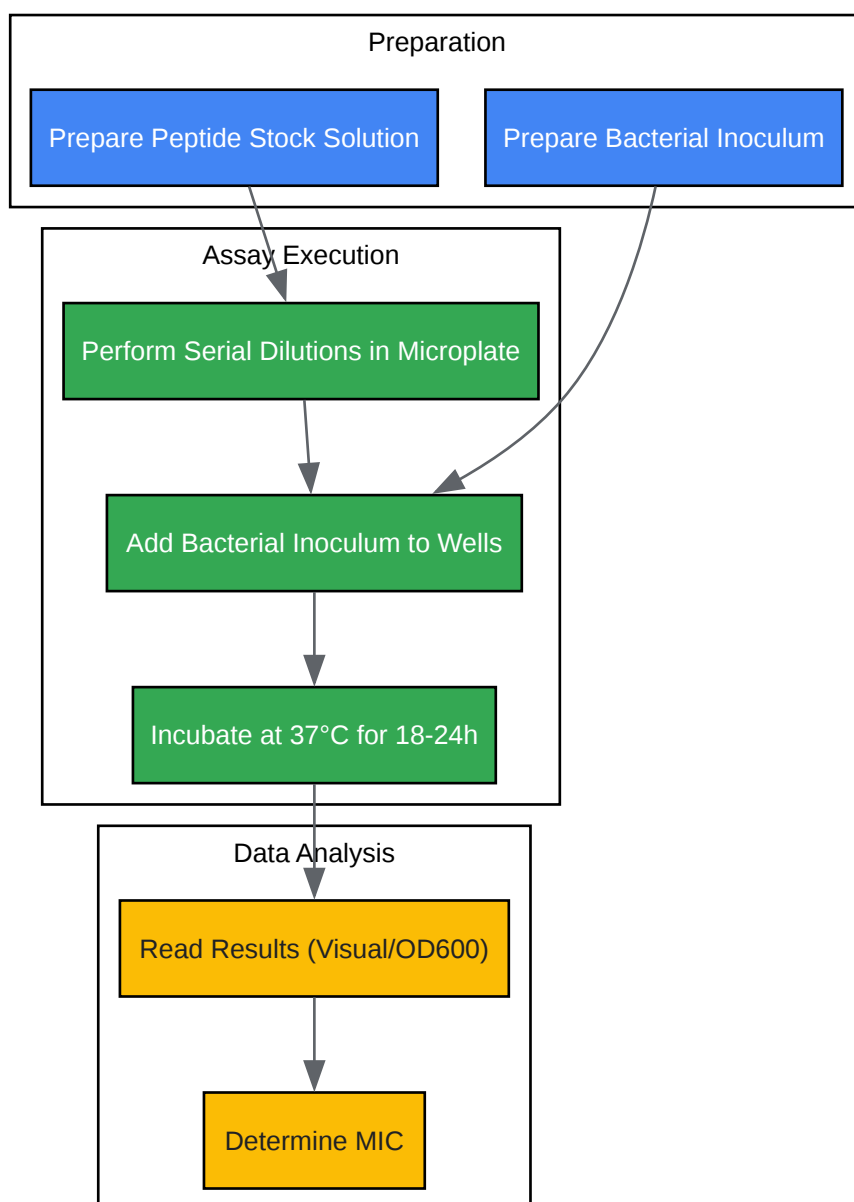 Preparation
Prepare Peptide Stock Solution
Prepare Bacterial Inoculum
Assay Execution
Perform Serial Dilutions in Microplate
Add Bacterial Inoculum to Wells
Incubate at 37°C for 18-24h
Data Analysis
Read Results (Visual/OD600)
Determine MIC